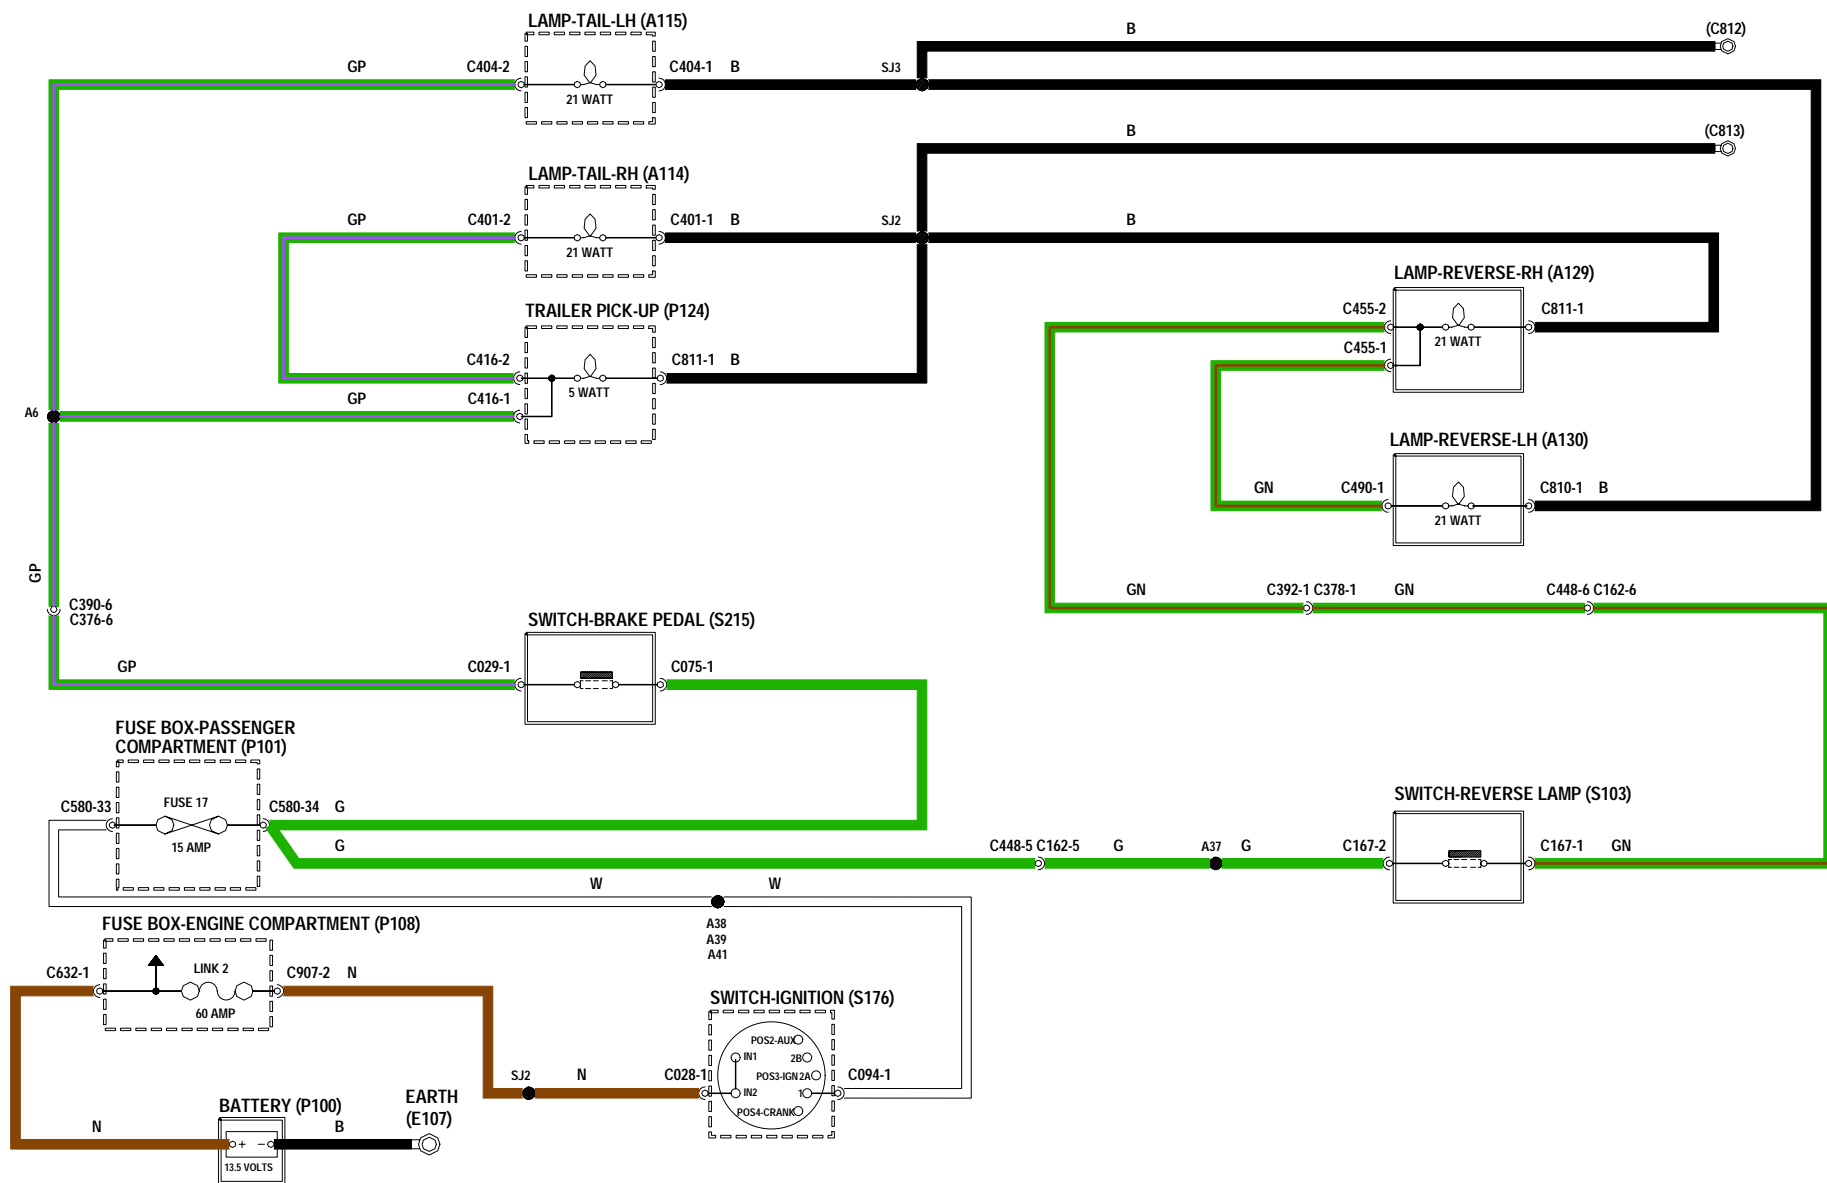 LAMP-TAIL-LH (A115)
B
(C812)
GP
C404-2
C404-1
B
SJ3
21 WATT
B
(C813)
LAMP-TAIL-RH (A114)
GP
C401-2
C401-1
B
SJ2
B
21 WATT
LAMP-REVERSE-RH (A129)
TRAILER PICK-UP (P124)
C455-2
C811-1
21 WATT
C455-1
C416-2
C811-1
B
5 WATT
GP
C416-1
A6
LAMP-REVERSE-LH (A130)
GN
C490-1
C810-1
B
21 WATT
GP
C390-6
C376-6
GN
C392-1 C378-1
GN
C448-6 C162-6
SWITCH-BRAKE PEDAL (S215)
GP
C029-1
C075-1
FUSE BOX-PASSENGER
COMPARTMENT (P101)
C580-33
FUSE 17
C580-34
G
15 AMP
G
SWITCH-REVERSE LAMP (S103)
C448-5 C162-5
G
A37
G
C167-2
C167-1
GN
W
W
A38
A39
A41
FUSE BOX-ENGINE COMPARTMENT (P108)
C632-1
LINK 2
C907-2
N
60 AMP
SWITCH-IGNITION (S176)
POS2-AUX
IN1
2B
POS3-IGN 2A
IN2
1
POS4-CRANK
SJ2
N
C028-1
C094-1
BATTERY (P100)
EARTH
(E107)
N
B
+ −
13.5 VOLTS